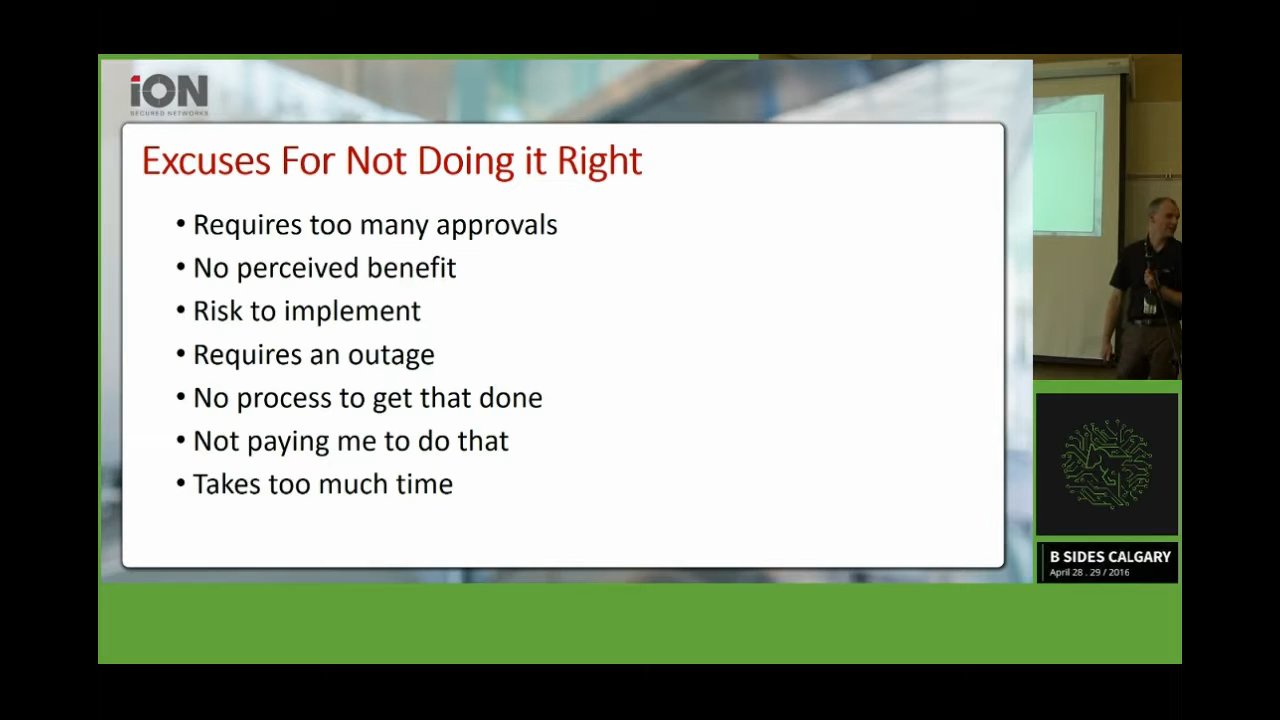 iON
SECURED NETWORKS
Excuses For Not Doing it Right
• Requires too many approvals
• No perceived benefit
• Risk to implement
• Requires an outage
• No process to get that done
• Not paying me to do that
• Takes too much time
B SIDES CALGARY
April 28 . 29 / 2016